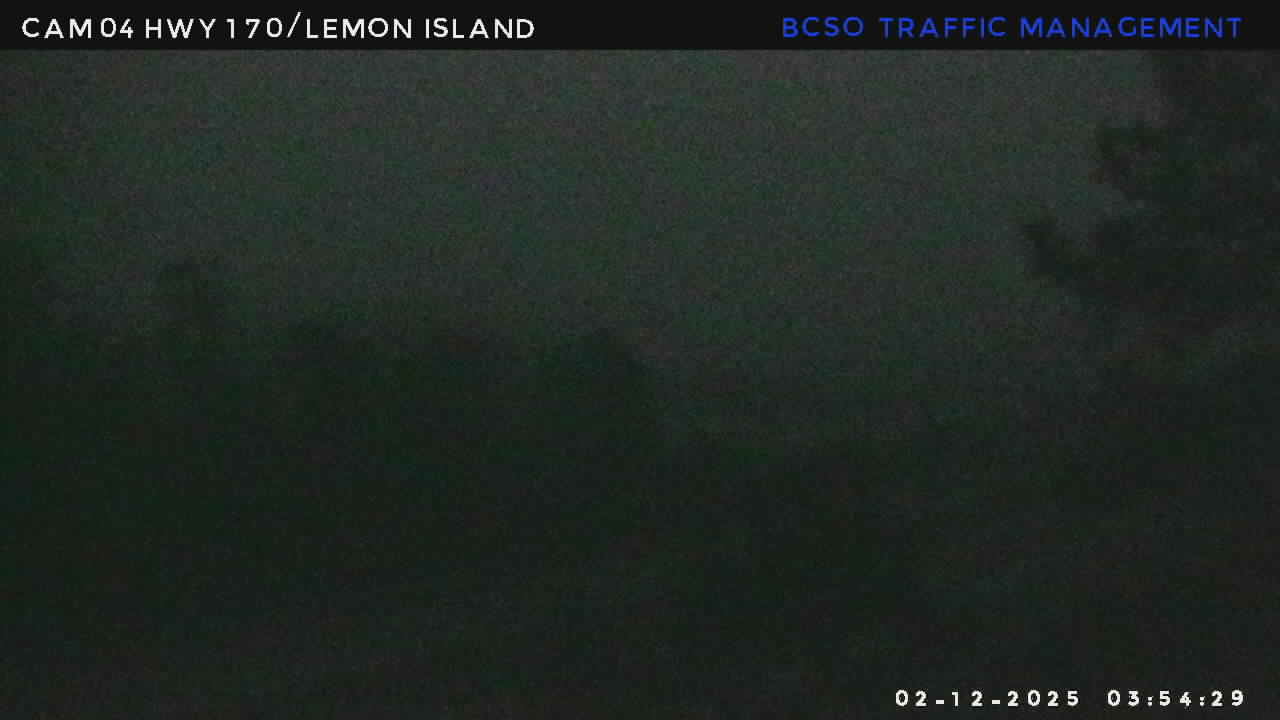 CAM04 HWY 170/LEMON ISLAND
BCSO TRAFFIC MANAGEMENT
02-12-2025 03:54:29